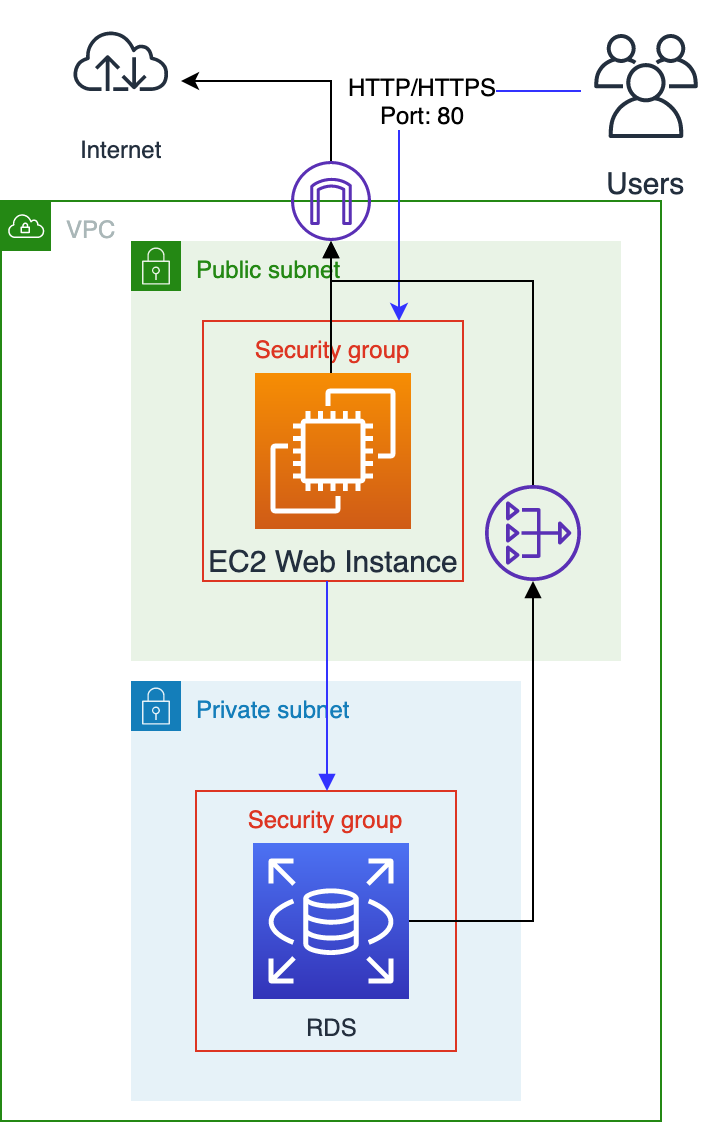 HTTP/HTTPS
Port: 80
Internet
Users
VPC
Public subnet
Security group
EC2 Web Instance
Private subnet
Security group
RDS